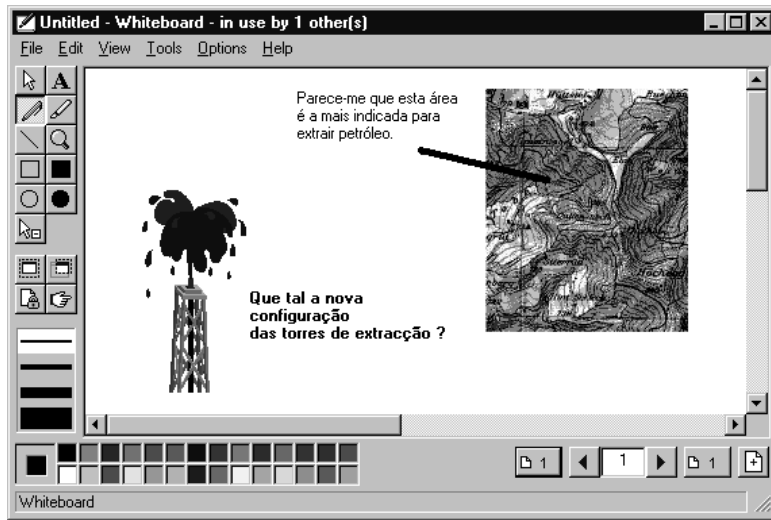 Untitled - Whiteboard - in use by 1 other(s)
File Edit View Tools Options Help
A
Parece-me que esta área
é a mais indicada para
extrair petróleo.
Que tal a nova
configuração
das torres de extracção ?
1 1 1
Whiteboard